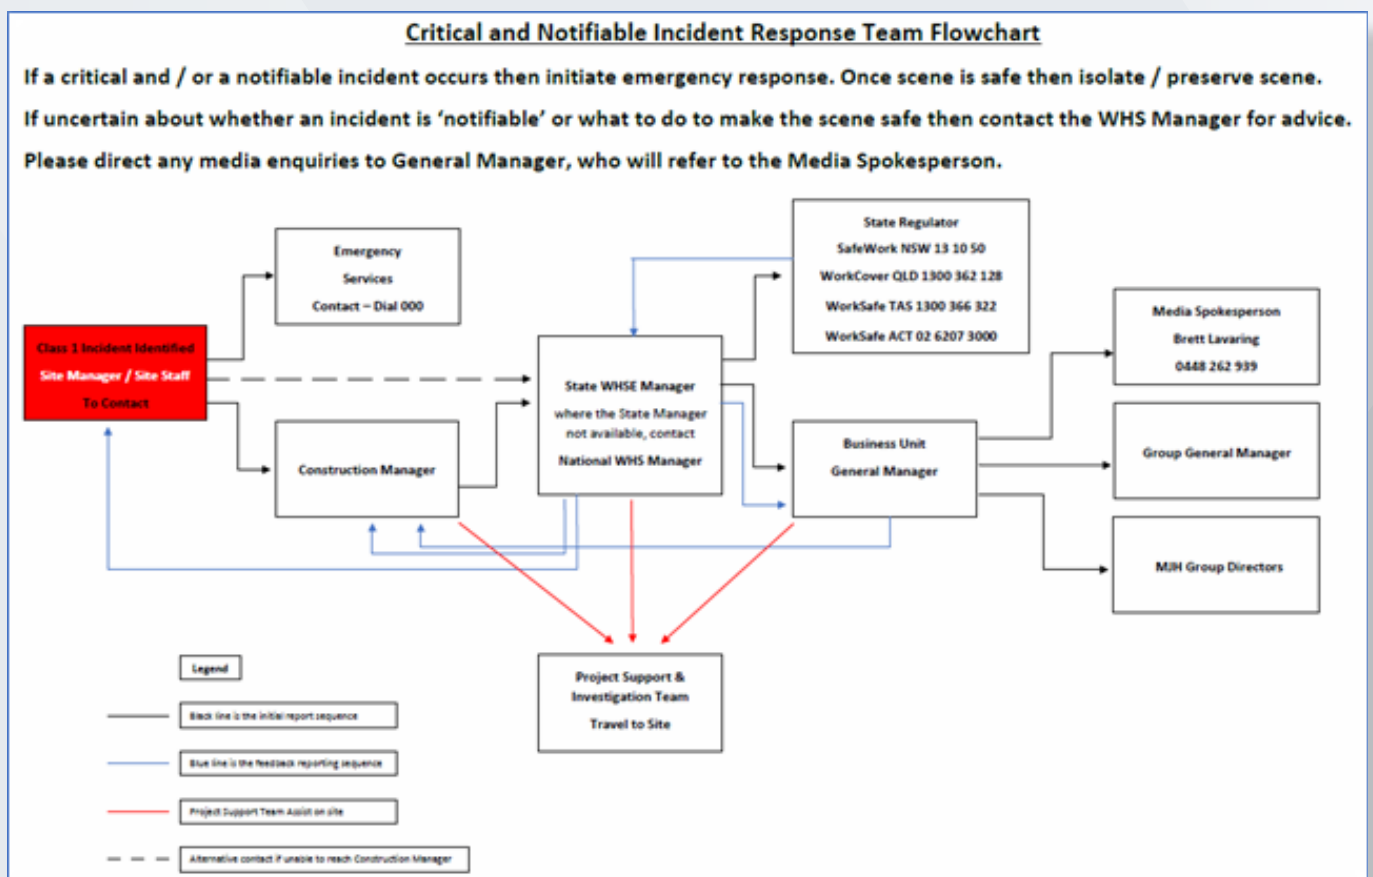 Critical and Notifiable Incident Response Team Flowchart
If a critical and / or a notifiable incident occurs then initiate emergency response. Once scene is safe then isolate / preserve scene.
If uncertain about whether an incident is ‘notifiable’ or what to do to make the scene safe then contact the WHS Manager for advice.
Please direct any media enquiries to General Manager, who will refer to the Media Spokesperson.
Class 1 Incident Identified
Site Manager / Site Staff
To Contact
Emergency
Services
Contact – Dial 000
Construction Manager
State WHSE Manager
where the State Manager
not available, contact
National WHS Manager
State Regulator
SafeWork NSW 13 10 50
WorkCover QLD 1300 362 128
WorkSafe TAS 1300 366 322
WorkSafe ACT 02 6207 3000
Business Unit
General Manager
Media Spokesperson
Brett Lavaring
0448 262 939
Group General Manager
MJH Group Directors
Project Support &
Investigation Team
Travel to Site
Legend
Black line is the initial report sequence
Blue line is the feedback reporting sequence
Project Support Team Assist on site
Alternative contact if unable to reach Construction Manager